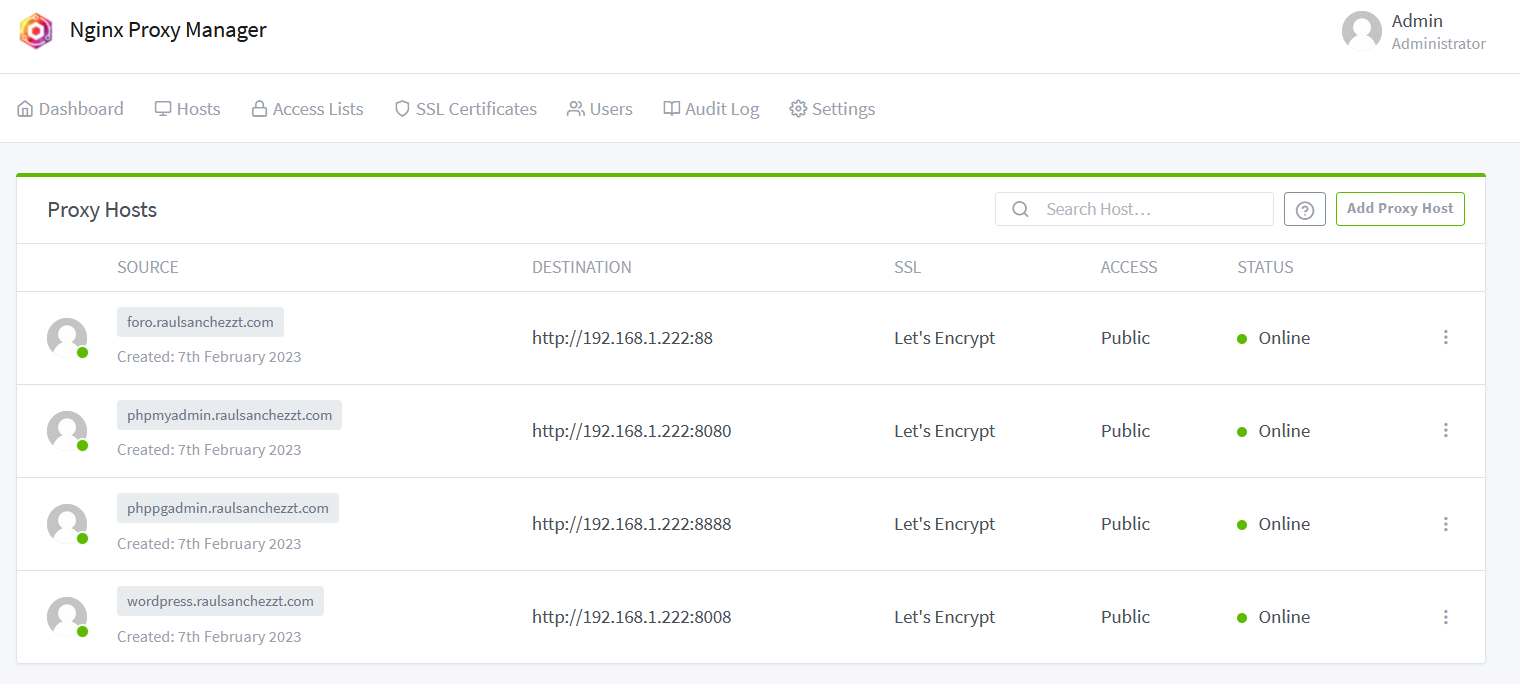 Nginx Proxy Manager
Admin
Administrator
Dashboard Hosts Access Lists SSL Certificates Users Audit Log Settings
Proxy Hosts Search Host... Add Proxy Host
SOURCE DESTINATION SSL ACCESS STATUS
foro.raulsanchezzt.com
http://192.168.1.222:88 Let's Encrypt Public Online
Created: 7th February 2023
phpmyadmin.raulsanchezzt.com
http://192.168.1.222:8080 Let's Encrypt Public Online
Created: 7th February 2023
phppgadmin.raulsanchezzt.com
http://192.168.1.222:8888 Let's Encrypt Public Online
Created: 7th February 2023
wordpress.raulsanchezzt.com
http://192.168.1.222:8008 Let's Encrypt Public Online
Created: 7th February 2023